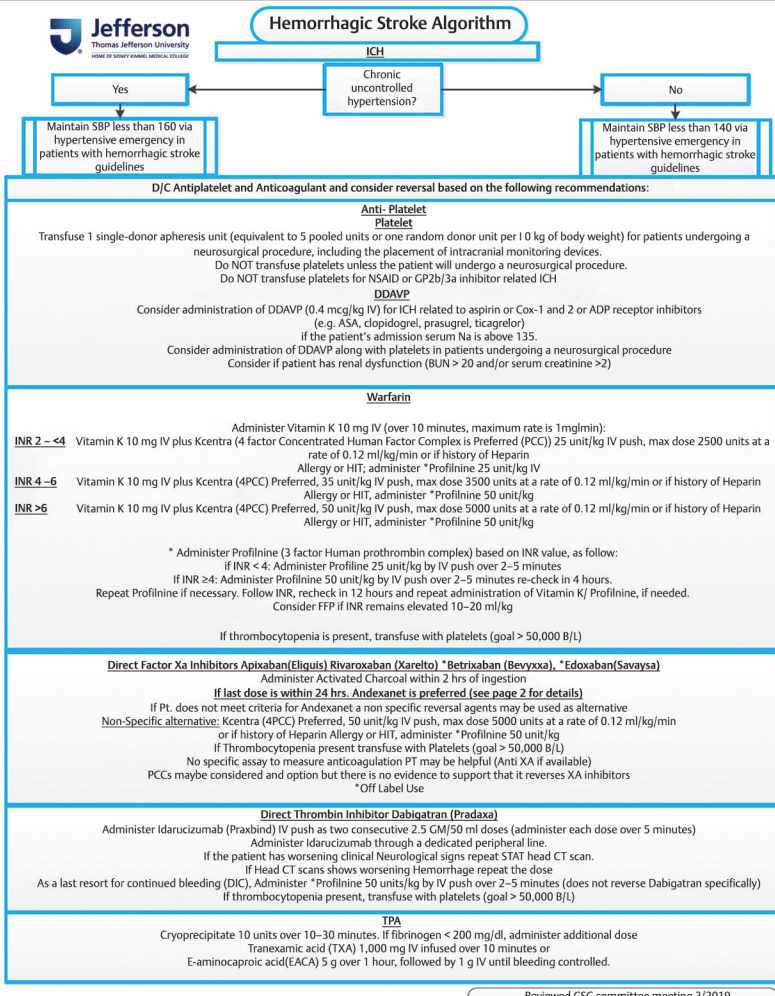 Jefferson
Thomas Jefferson University
HOME OF SIDNEY KIMMEL MEDICAL COLLEGE
Hemorrhagic Stroke Algorithm
ICH
Chronic
uncontrolled
hypertension?
Yes
No
Maintain SBP less than 160 via
hypertensive emergency in
patients with hemorrhagic stroke
guidelines
Maintain SBP less than 140 via
hypertensive emergency in
patients with hemorrhagic stroke
guidelines
D/C Antiplatelet and Anticoagulant and consider reversal based on the following recommendations:
Anti- Platelet
Platelet
Transfuse 1 single-donor apheresis unit (equivalent to 5 pooled units or one random donor unit per I 0 kg of body weight) for patients undergoing a
neurosurgical procedure, including the placement of intracranial monitoring devices.
Do NOT transfuse platelets unless the patient will undergo a neurosurgical procedure.
Do NOT transfuse platelets for NSAID or GP2b/3a inhibitor related ICH
DDAVP
Consider administration of DDAVP (0.4 mcg/kg IV) for ICH related to aspirin or Cox-1 and 2 or ADP receptor inhibitors
(e.g. ASA, clopidogrel, prasugrel, ticagrelor)
if the patient's admission serum Na is above 135.
Consider administration of DDAVP along with platelets in patients undergoing a neurosurgical procedure
Consider if patient has renal dysfunction (BUN > 20 and/or serum creatinine >2)
Warfarin
Administer Vitamin K 10 mg IV (over 10 minutes, maximum rate is 1mglmin):
INR 2 – <4 Vitamin K 10 mg IV plus Kcentra (4 factor Concentrated Human Factor Complex is Preferred (PCC)) 25 unit/kg IV push, max dose 2500 units at a
rate of 0.12 ml/kg/min or if history of Heparin
Allergy or HIT; administer *Profilnine 25 unit/kg IV
INR 4 –6 Vitamin K 10 mg IV plus Kcentra (4PCC) Preferred, 35 unit/kg IV push, max dose 3500 units at a rate of 0.12 ml/kg/min or if history of Heparin
Allergy or HIT, administer *Profilnine 50 unit/kg
INR >6 Vitamin K 10 mg IV plus Kcentra (4PCC) Preferred, 50 unit/kg IV push, max dose 5000 units at a rate of 0.12 ml/kg/min or if history of Heparin
Allergy or HIT, administer *Profilnine 50 unit/kg
* Administer Profilnine (3 factor Human prothrombin complex) based on INR value, as follow:
if INR < 4: Administer Profiline 25 unit/kg by IV push over 2–5 minutes
If INR ≥4: Administer Profilnine 50 unit/kg by IV push over 2–5 minutes re-check in 4 hours.
Repeat Profilnine if necessary. Follow INR, recheck in 12 hours and repeat administration of Vitamin K/ Profilnine, if needed.
Consider FFP if INR remains elevated 10–20 ml/kg
If thrombocytopenia is present, transfuse with platelets (goal > 50,000 B/L)
Direct Factor Xa Inhibitors Apixaban(Eliquis) Rivaroxaban (Xarelto) *Betrixaban (Bevyxxa), *Edoxaban(Savaysa)
Administer Activated Charcoal within 2 hrs of ingestion
If last dose is within 24 hrs. Andexanet is preferred (see page 2 for details)
If Pt. does not meet criteria for Andexanet a non specific reversal agents may be used as alternative
Non-Specific alternative: Kcentra (4PCC) Preferred, 50 unit/kg IV push, max dose 5000 units at a rate of 0.12 ml/kg/min
or if history of Heparin Allergy or HIT, administer *Profilnine 50 unit/kg
If Thrombocytopenia present transfuse with Platelets (goal > 50,000 B/L)
No specific assay to measure anticoagulation PT may be helpful (Anti XA if available)
PCCs maybe considered and option but there is no evidence to support that it reverses XA inhibitors
*Off Label Use
Direct Thrombin Inhibitor Dabigatran (Pradaxa)
Administer Idarucizumab (Praxbind) IV push as two consecutive 2.5 GM/50 ml doses (administer each dose over 5 minutes)
Administer Idarucizumab through a dedicated peripheral line.
If the patient has worsening clinical Neurological signs repeat STAT head CT scan.
If Head CT scans shows worsening Hemorrhage repeat the dose
As a last resort for continued bleeding (DIC), Administer *Profilnine 50 units/kg by IV push over 2–5 minutes (does not reverse Dabigatran specifically)
If thrombocytopenia present, transfuse with platelets (goal > 50,000 B/L)
TPA
Cryoprecipitate 10 units over 10–30 minutes. If fibrinogen < 200 mg/dl, administer additional dose
Tranexamic acid (TXA) 1,000 mg IV infused over 10 minutes or
E-aminocaproic acid(EACA) 5 g over 1 hour, followed by 1 g IV until bleeding controlled.
Reviewed CSC committee meeting 3/2019